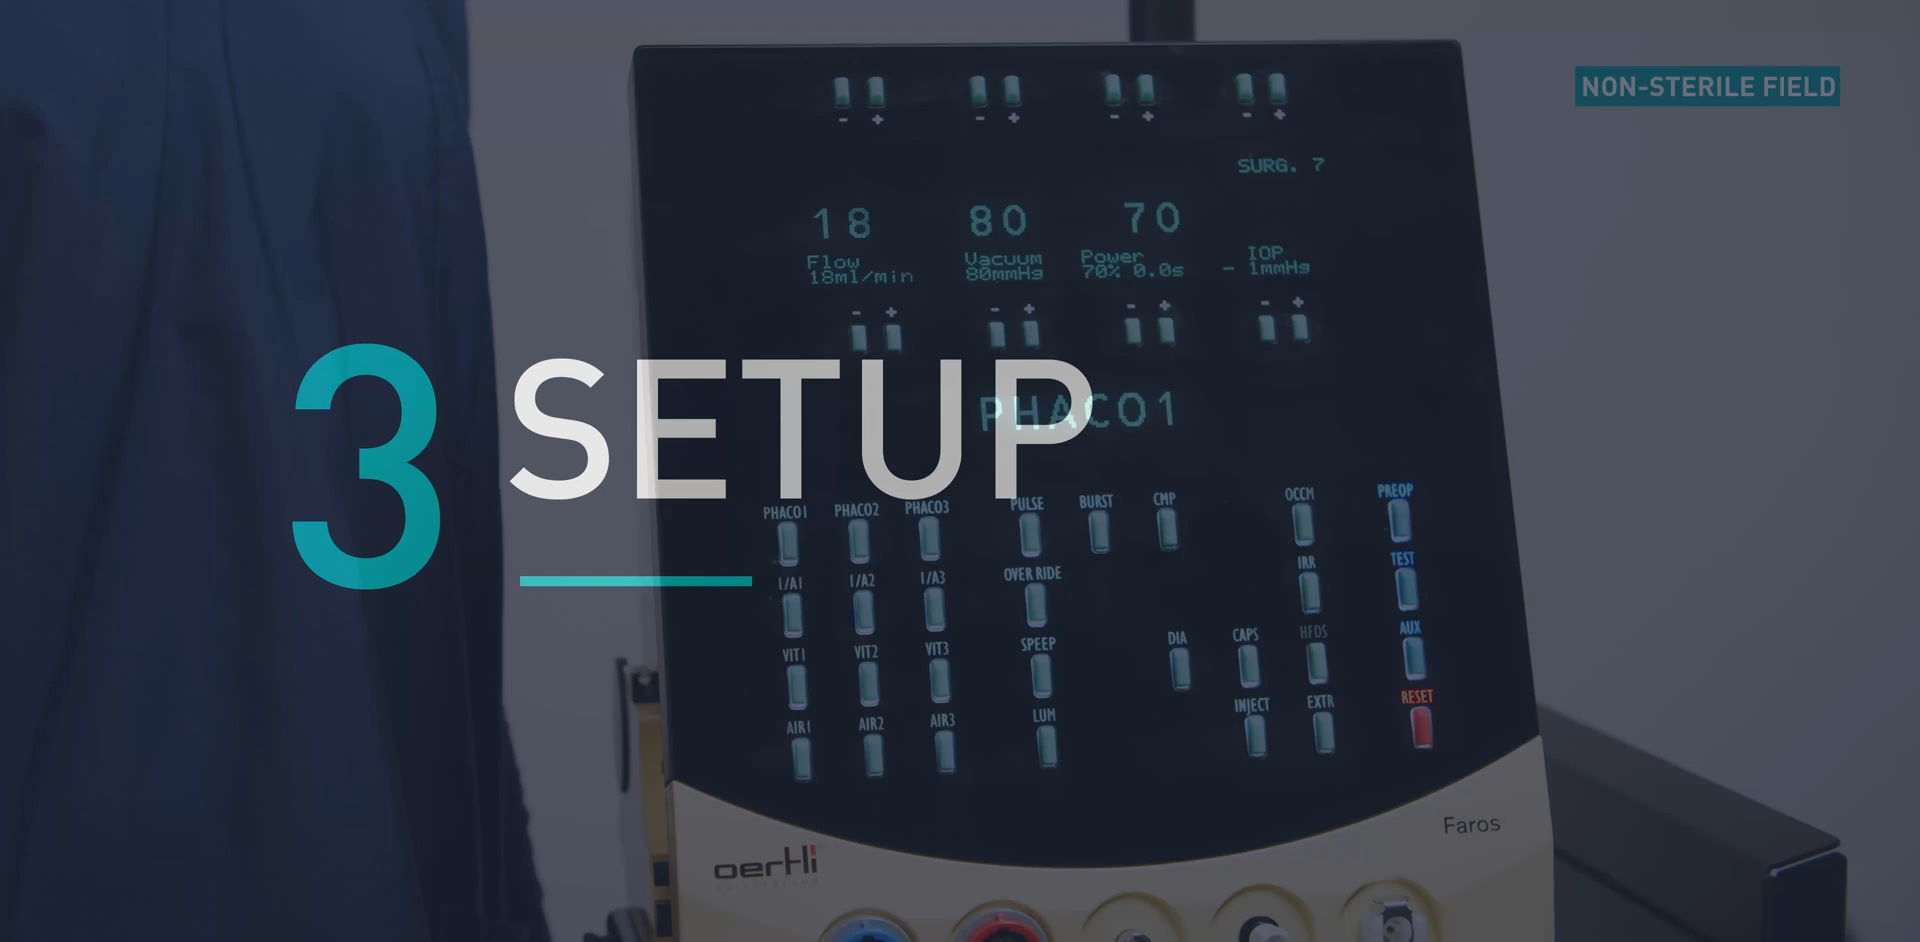 NON-STERILE FIELD
- + - + - + - +
SURG. 7
18 80 70
Flow Vacuum Power IOP
18ml/min 80mmHg 70% 0.0s - 1mmHg
- + - + - + - +
3 SETUP
PHACO1
PHACO1 PHACO2 PHACO3 PULSE BURST CMP OCCM PREOP
I/A1 I/A2 I/A3 OVER RIDE IRR TEST
VIT1 VIT2 VIT3 SPEEP DIA CAPS HFDS AUX
AIR1 AIR2 AIR3 LUM INJECT EXTR RESET
Faros
oertli